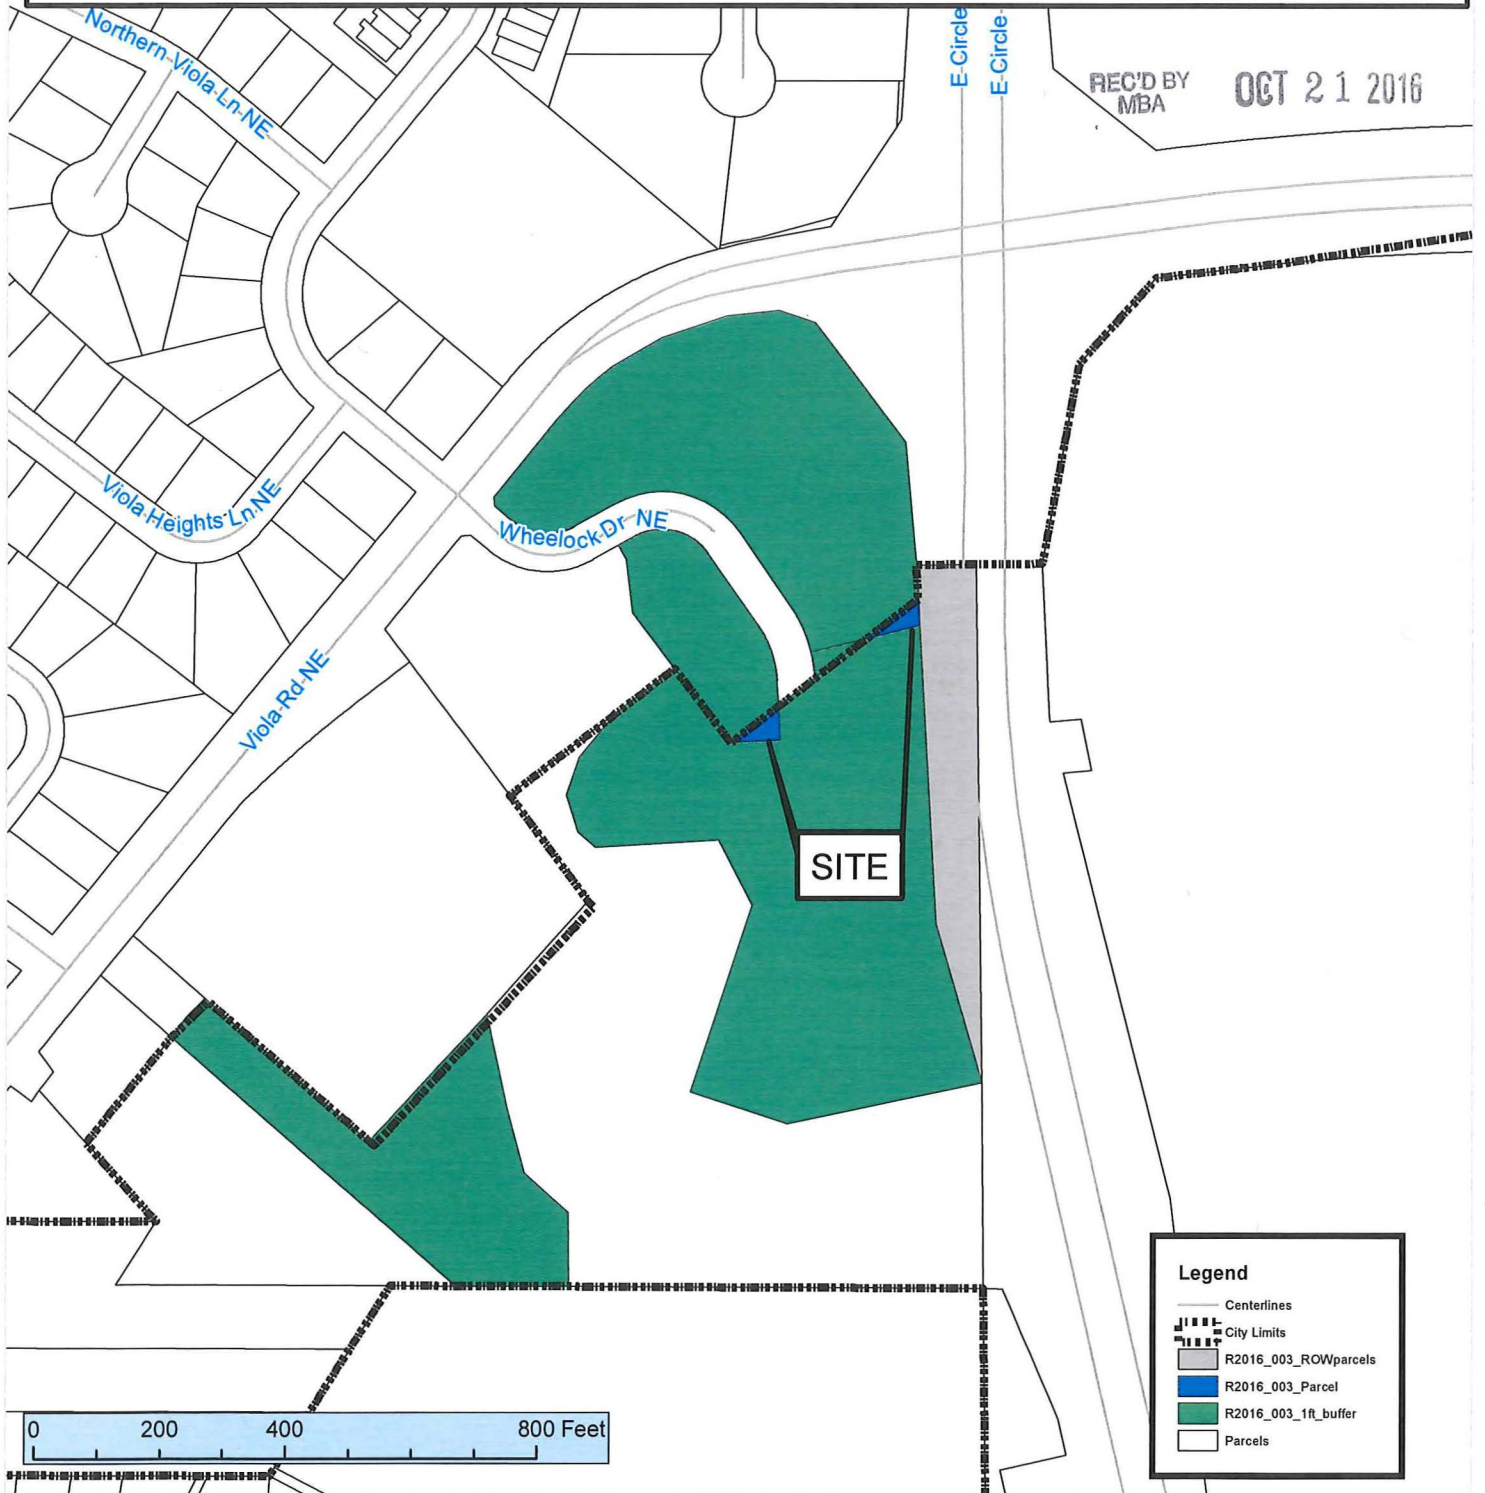 Northern-Viola-Ln-NE
E-Circle
E-Circle
REC'D BY
MBA
OCT 21 2016
Viola-Heights-Ln-NE
Wheelock-Dr-NE
Viola-Rd-NE
SITE
Legend
Centerlines
City Limits
R2016_003_ROWparcels
R2016_003_Parcel
R2016_003_1ft_buffer
Parcels
0 200 400 800 Feet